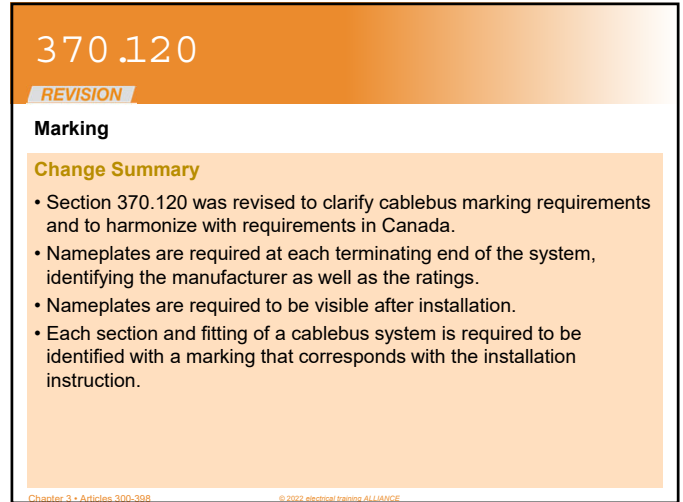 370.120
REVISION
Marking
Change Summary
• Section 370.120 was revised to clarify cablebus marking requirements
and to harmonize with requirements in Canada.
• Nameplates are required at each terminating end of the system,
identifying the manufacturer as well as the ratings.
• Nameplates are required to be visible after installation.
• Each section and fitting of a cablebus system is required to be
identified with a marking that corresponds with the installation
instruction.
Chapter 3 • Articles 300-398 © 2022 electrical training ALLIANCE